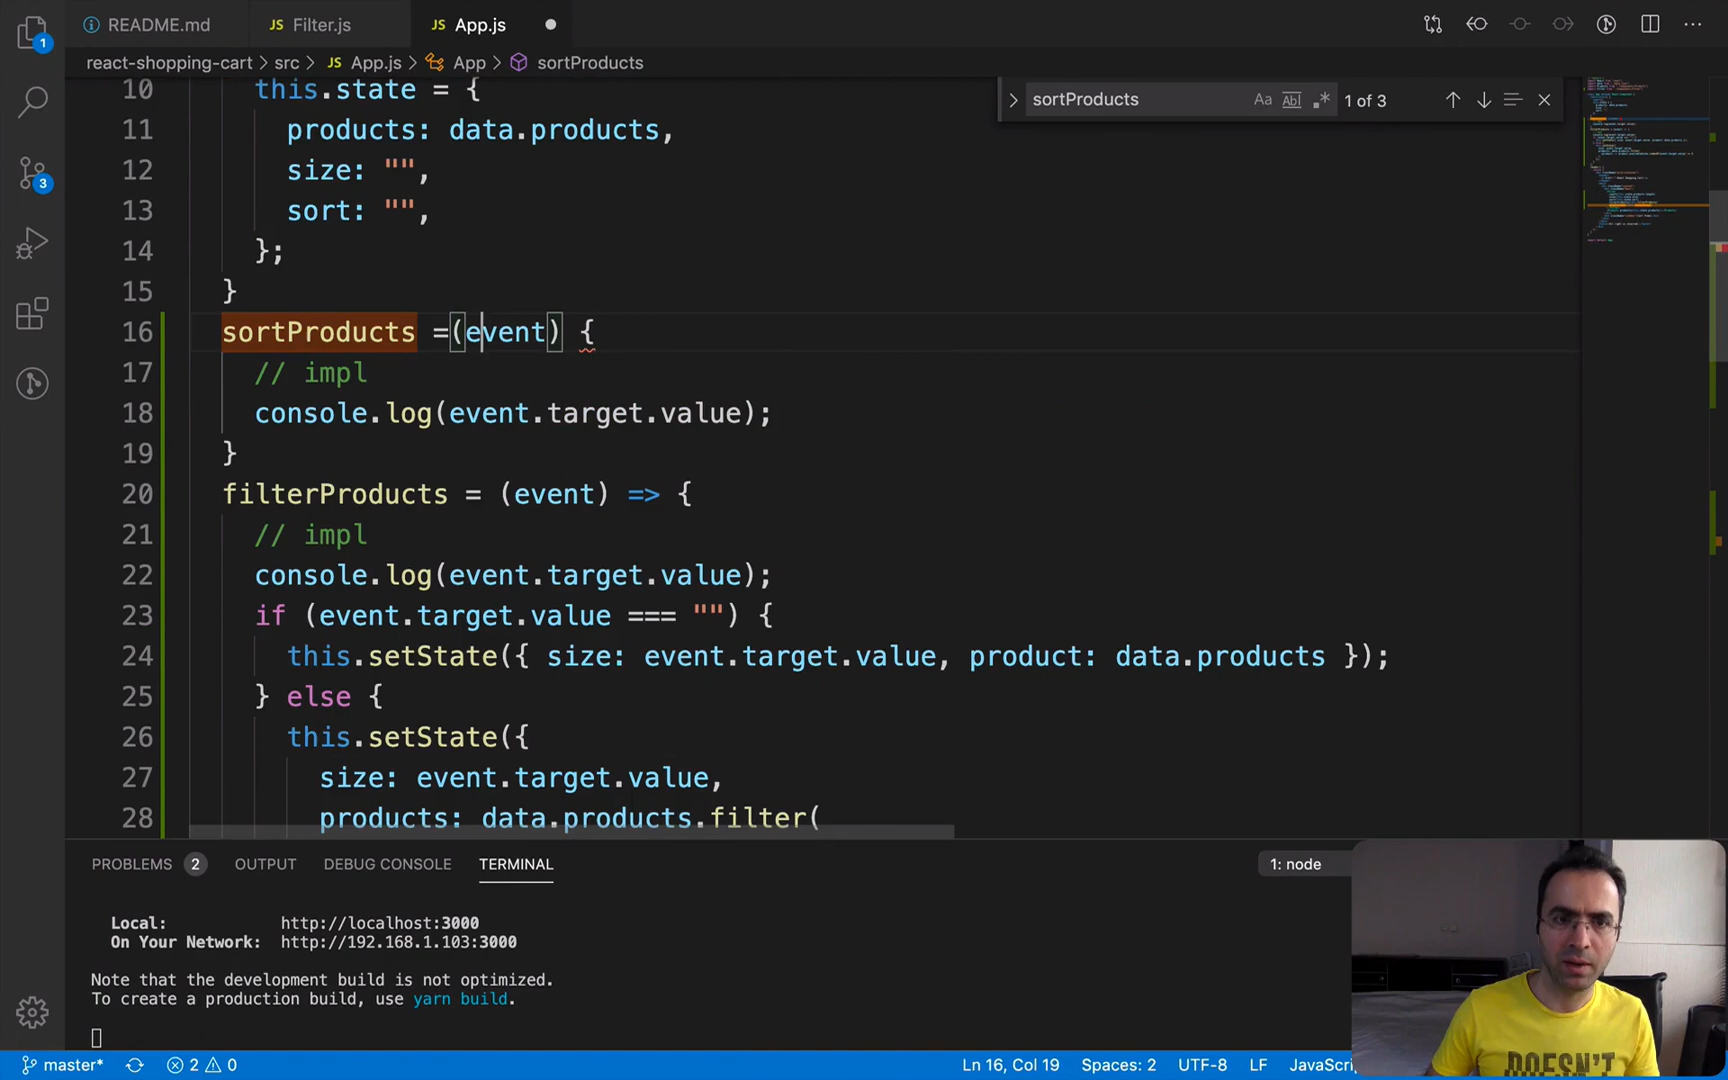 README.md
JS Filter.js
JS App.js
react-shopping-cart > src > JS App.js > App > sortProducts
sortProducts
Aa Abl .* 1 of 3
10 this.state = {
11 products: data.products,
12 size: "",
13 sort: "",
14 };
15 }
16 sortProducts =(event) {
17 // impl
18 console.log(event.target.value);
19 }
20 filterProducts = (event) => {
21 // impl
22 console.log(event.target.value);
23 if (event.target.value === "") {
24 this.setState({ size: event.target.value, product: data.products });
25 } else {
26 this.setState({
27 size: event.target.value,
28 products: data.products.filter(
1
3
PROBLEMS 2 OUTPUT DEBUG CONSOLE TERMINAL
1: node
Local: http://localhost:3000
On Your Network: http://192.168.1.103:3000
Note that the development build is not optimized.
To create a production build, use yarn build.
master* 2 0
Ln 16, Col 19 Spaces: 2 UTF-8 LF JavaScri
DOESN'T